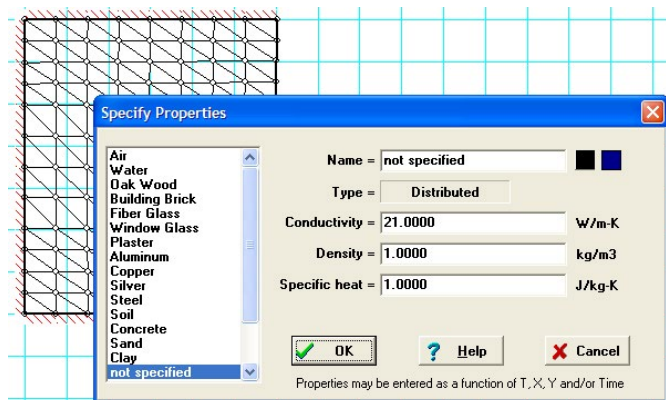 Specify Properties
Air
Water
Oak Wood
Building Brick
Fiber Glass
Window Glass
Plaster
Aluminum
Copper
Silver
Steel
Soil
Concrete
Sand
Clay
not specified
Name = not specified
Type = Distributed
Conductivity = 21.0000 W/m-K
Density = 1.0000 kg/m3
Specific heat = 1.0000 J/kg-K
OK Help Cancel
Properties may be entered as a function of T, X, Y and/or Time